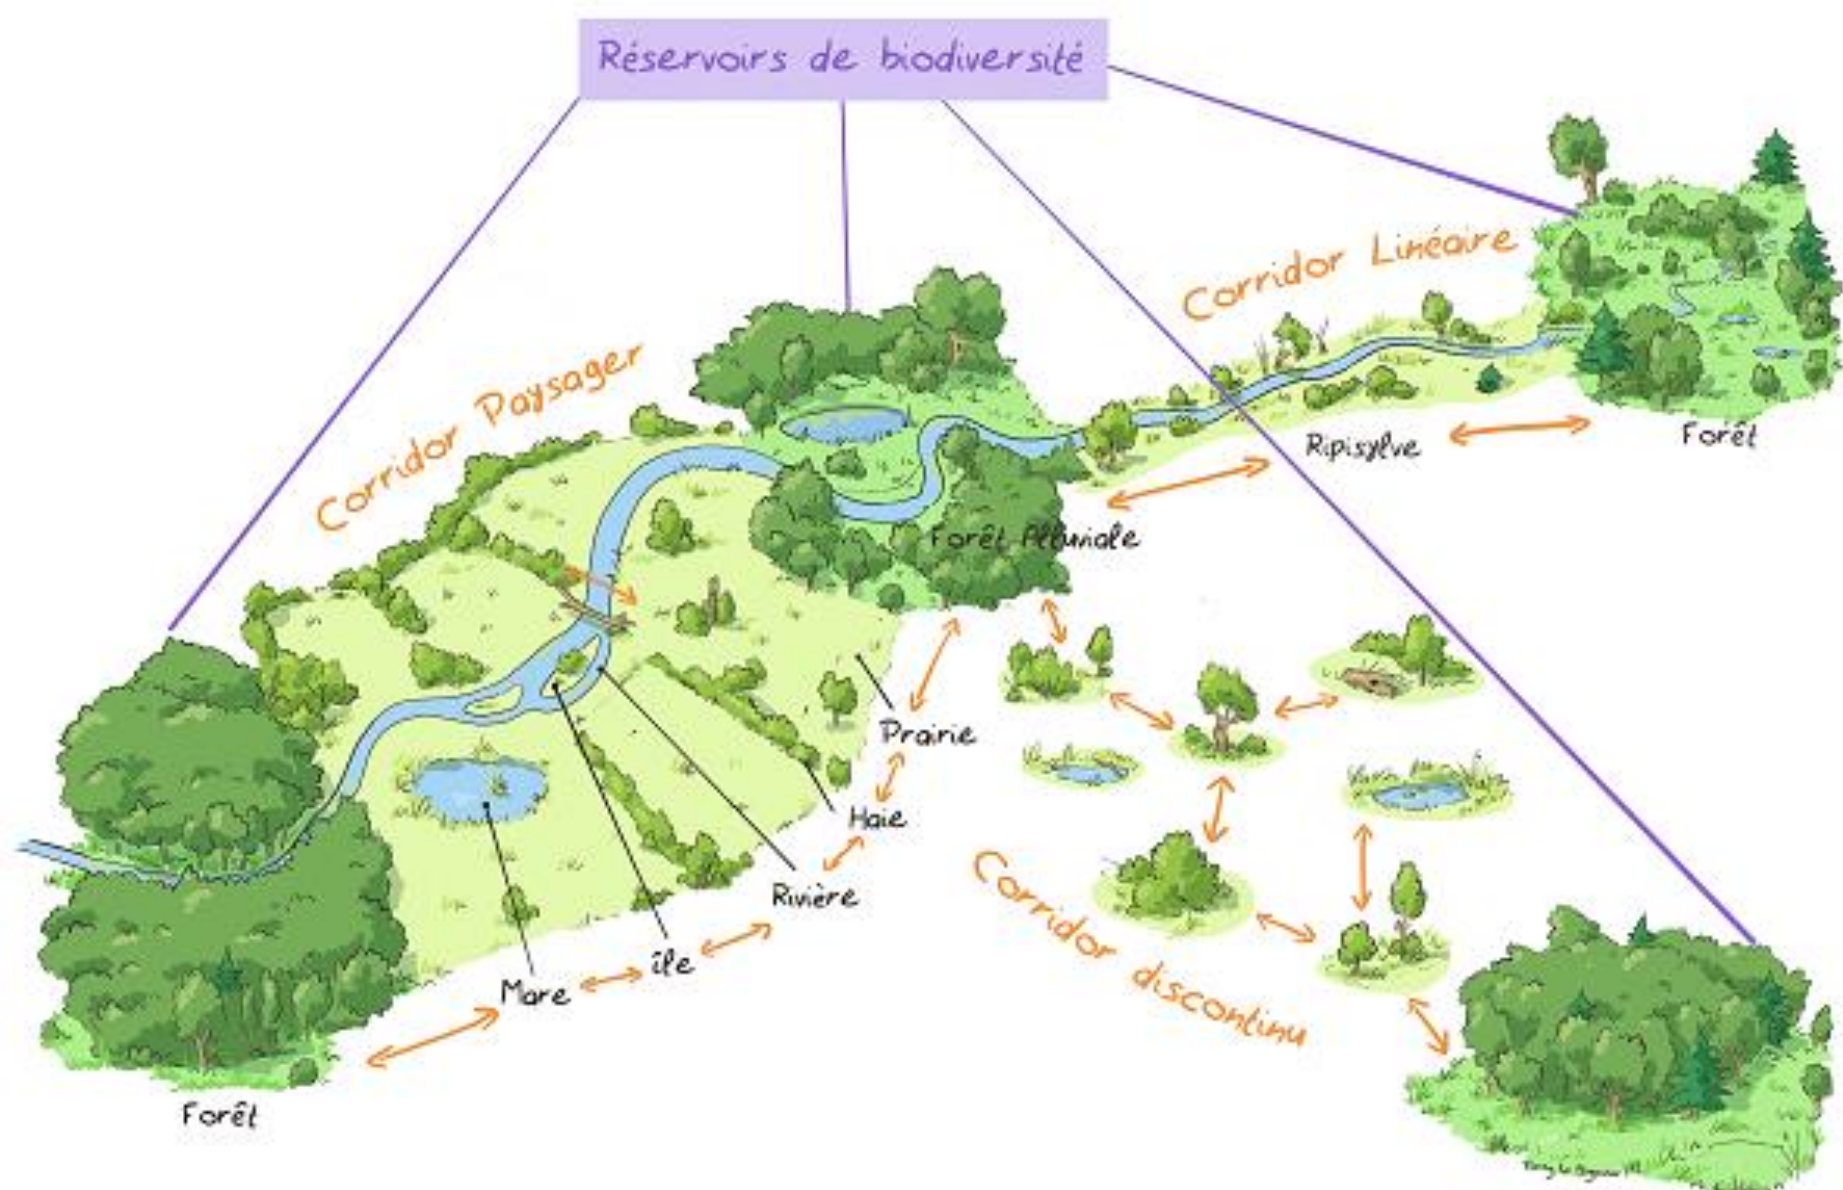 Réservoirs de biodiversité
Corridor Linéaire
Corridor Paysager
Ripisylve
Forêt
Forêt Alluviale
Prairie
Haie
Rivière
île
Mare
Corridor discontinu
Forêt